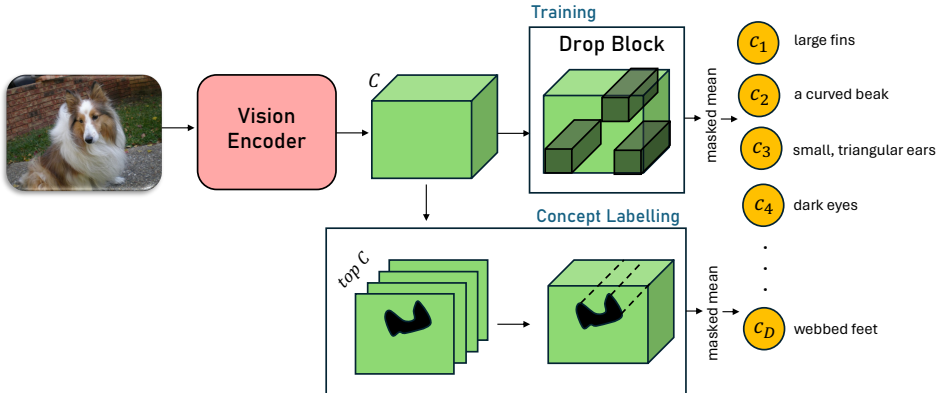 Training
Drop Block
C
Vision
Encoder
masked mean
c1 large fins
c2 a curved beak
c3 small, triangular ears
c4 dark eyes
.
.
.
cD webbed feet
Concept Labelling
top C
masked mean